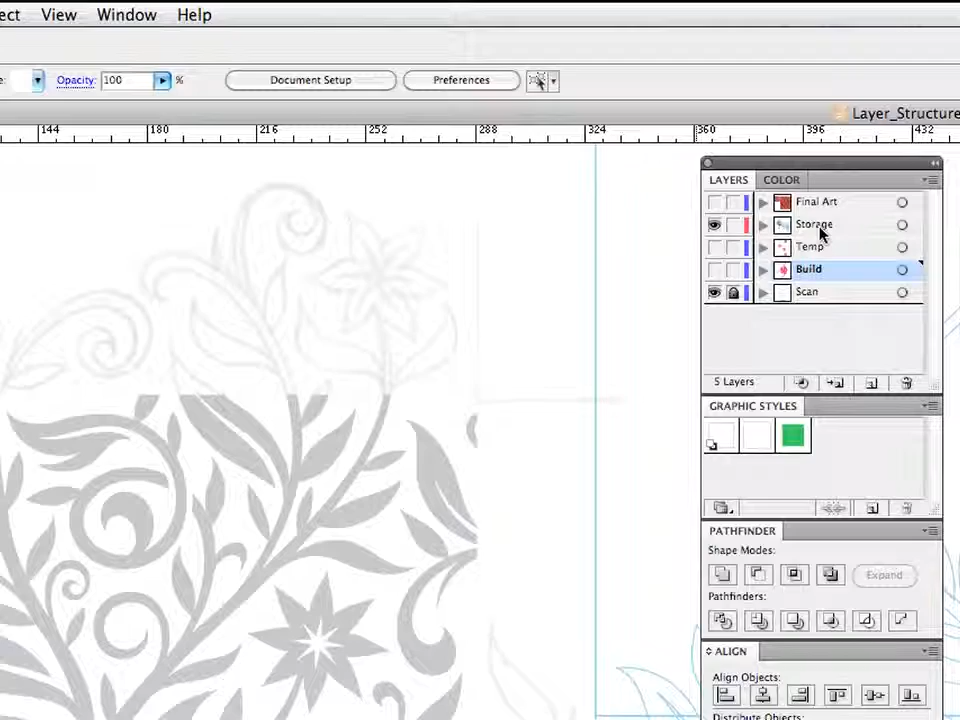 ect View Window Help
e: Opacity: 100 % Document Setup Preferences
Layer_Structure
144 180 216 252 288 324 360 396 432
LAYERS COLOR
Final Art
Storage
Temp
Build
Scan
5 Layers
GRAPHIC STYLES
PATHFINDER
Shape Modes:
Expand
Pathfinders:
ALIGN
Align Objects:
Distribute Objects: